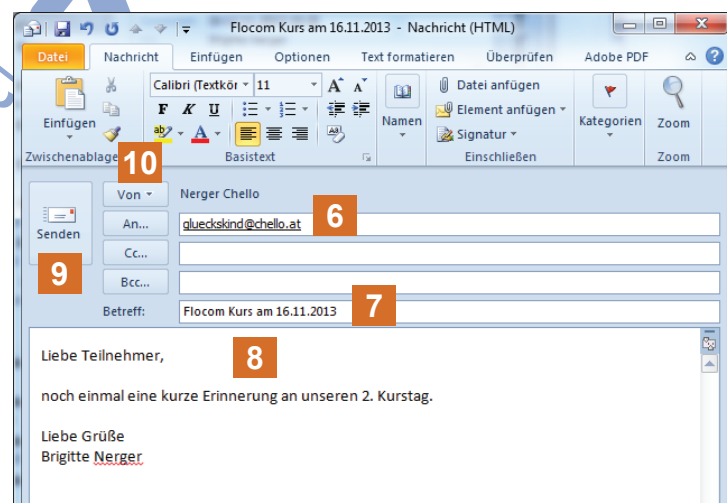 Flocom Kurs am 16.11.2013 - Nachricht (HTML)
Datei Nachricht Einfügen Optionen Text formatieren Überprüfen Adobe PDF
Calibri (Textkör 11 A A Datei anfügen
Einfügen F K U Namen Element anfügen Kategorien Zoom
ab A Signatur
Zwischenablage Basistext Einschließen Zoom
10
Von Nerger Chello
Senden An... glueckskind@chello.at 6
Cc...
9 Bcc...
Betreff: Flocom Kurs am 16.11.2013 7
8
Liebe Teilnehmer,
noch einmal eine kurze Erinnerung an unseren 2. Kurstag.
Liebe Grüße
Brigitte Nerger